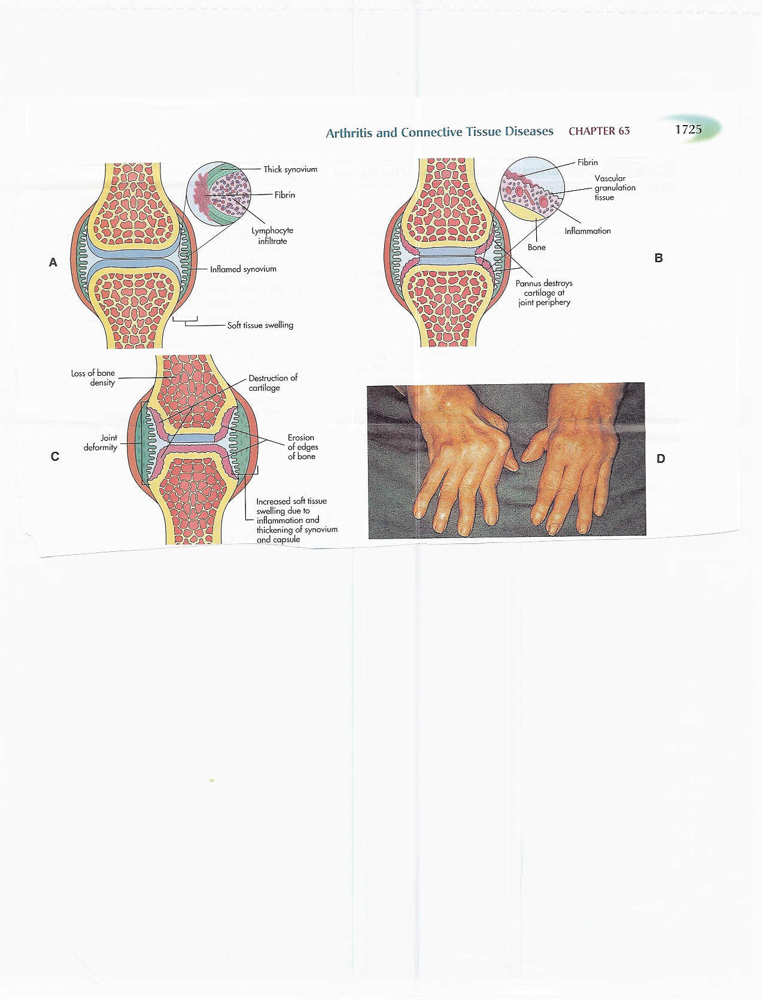 Arthritis and Connective Tissue Diseases CHAPTER 63 1725
Thick synovium
Fibrin
Lymphocyte
infiltrate
Inflamed synovium
Soft tissue swelling
A
Fibrin
Vascular
granulation
tissue
Inflammation
Bone
Pannus destroys
cartilage at
joint periphery
B
Loss of bone
density
Destruction of
cartilage
Joint
deformity
Erosion
of edges
of bone
Increased soft tissue
swelling due to
inflammation and
thickening of synovium
and capsule
C
D